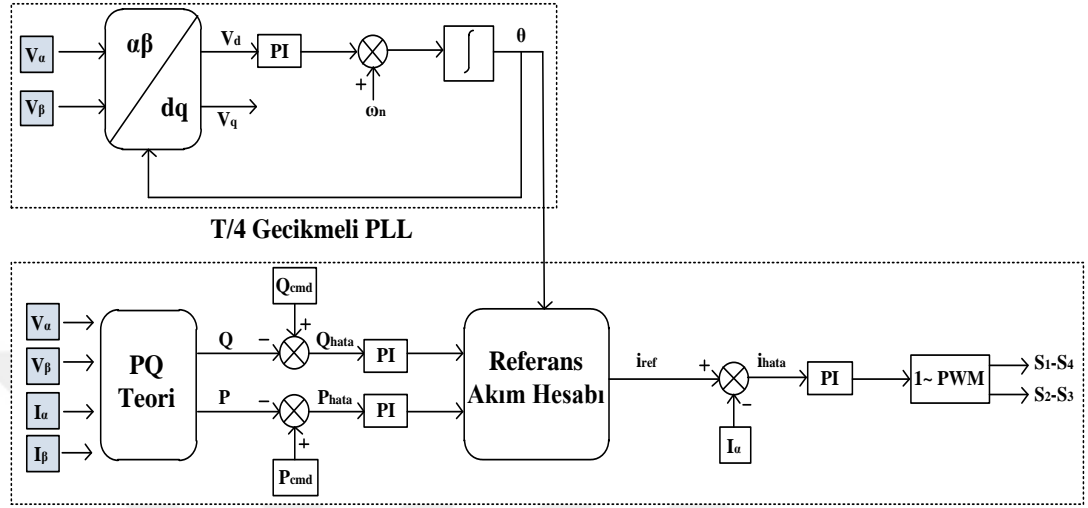 αβ
dq
Vα
Vβ
Vd
Vq
PI
+
ωn
∫
θ
T/4 Gecikmeli PLL
Vα
Vβ
Iα
Iβ
PQ
Teori
Q
P
Qcmd
−
+
Qhata
PI
−
+
Phata
PI
Pcmd
Referans
Akım Hesabı
iref
+
−
Iα
ihata
PI
1~ PWM
S1-S4
S2-S3